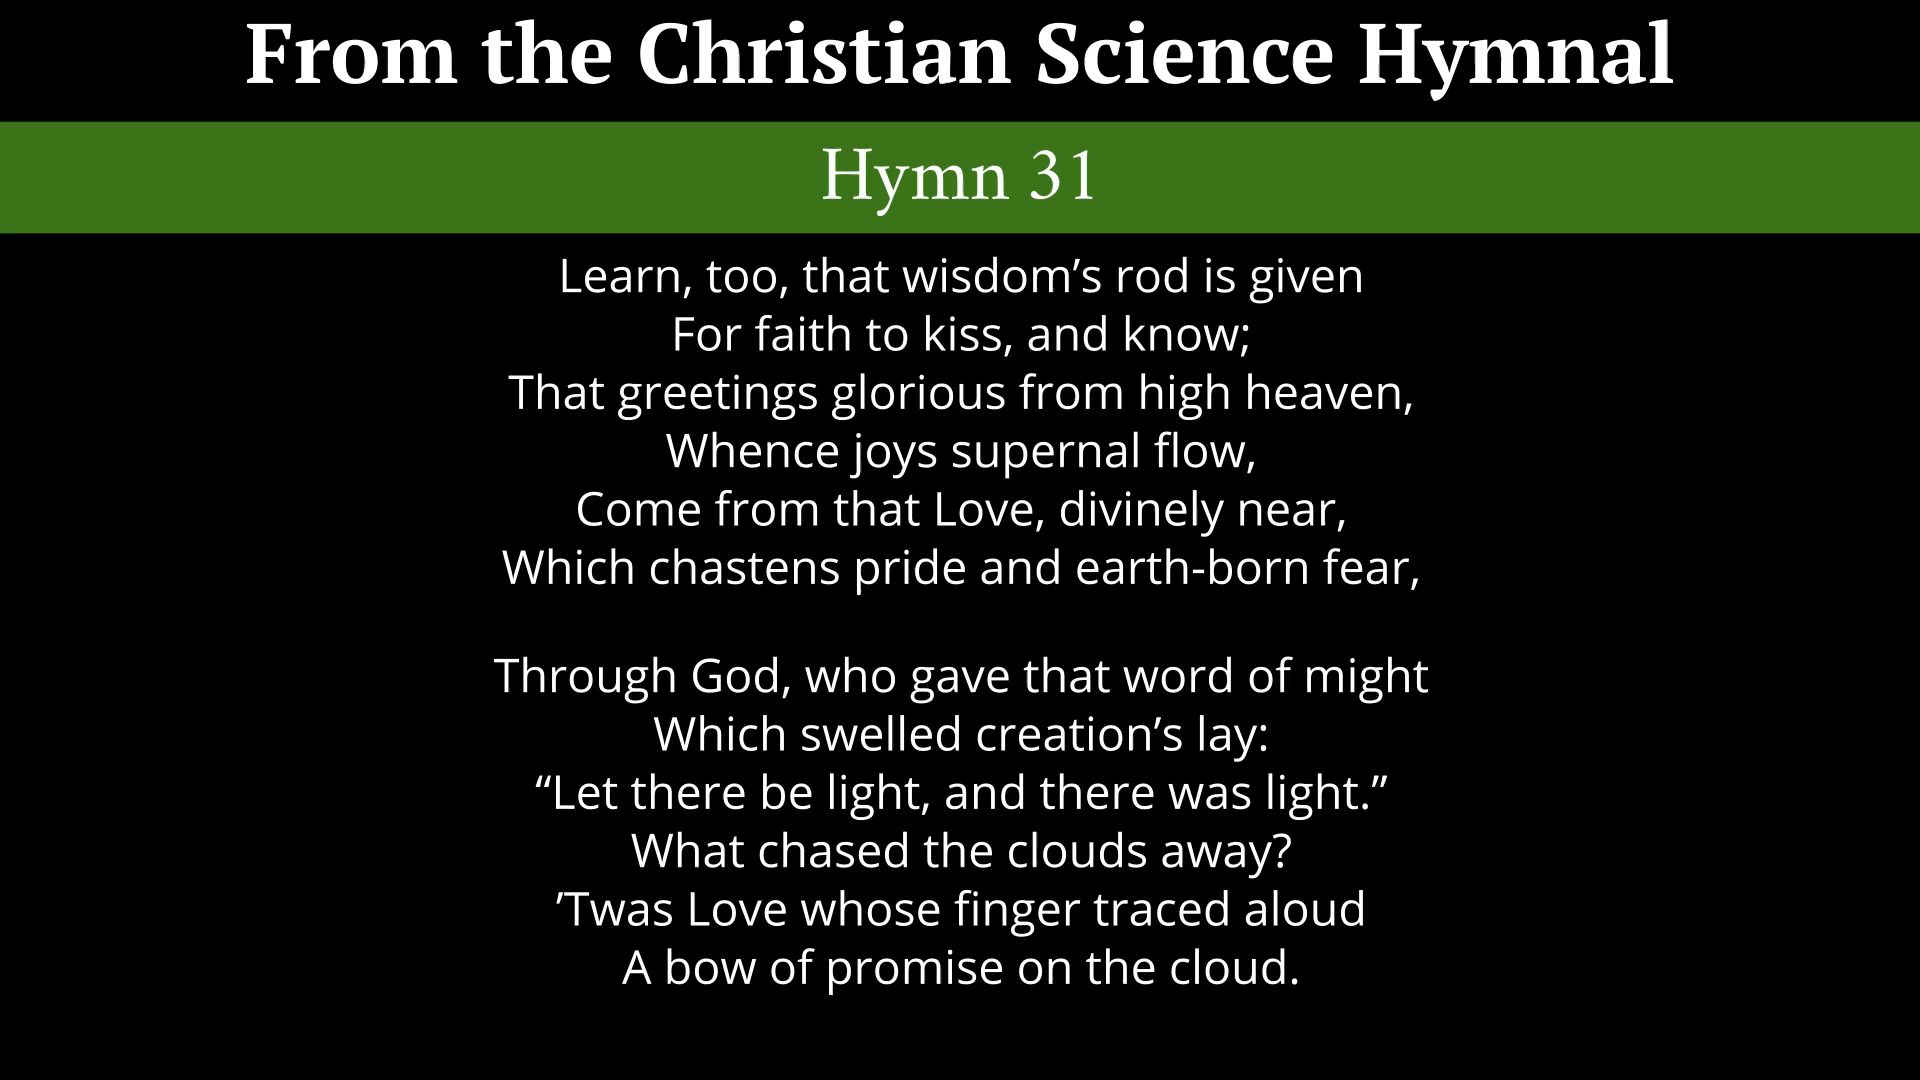 From the Christian Science Hymnal
Hymn 31
Learn, too, that wisdom’s rod is given
For faith to kiss, and know;
That greetings glorious from high heaven,
Whence joys supernal flow,
Come from that Love, divinely near,
Which chastens pride and earth-born fear,
Through God, who gave that word of might
Which swelled creation’s lay:
“Let there be light, and there was light.”
What chased the clouds away?
’Twas Love whose finger traced aloud
A bow of promise on the cloud.